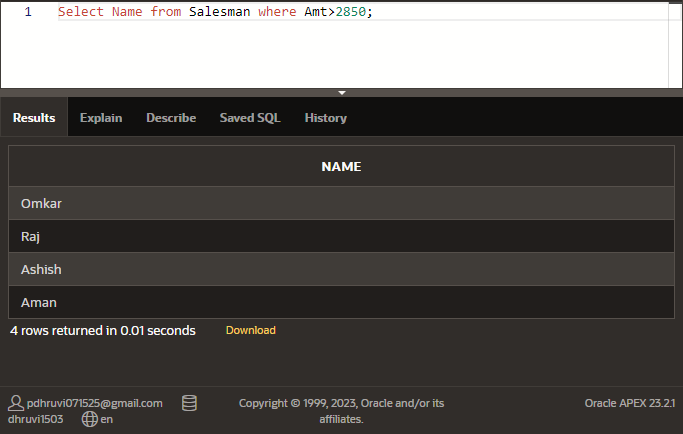 1 Select Name from Salesman where Amt>2850;
Results Explain Describe Saved SQL History
NAME
Omkar
Raj
Ashish
Aman
4 rows returned in 0.01 seconds Download
pdhruvi071525@gmail.com
dhruvi1503 en
Copyright © 1999, 2023, Oracle and/or its
affiliates.
Oracle APEX 23.2.1